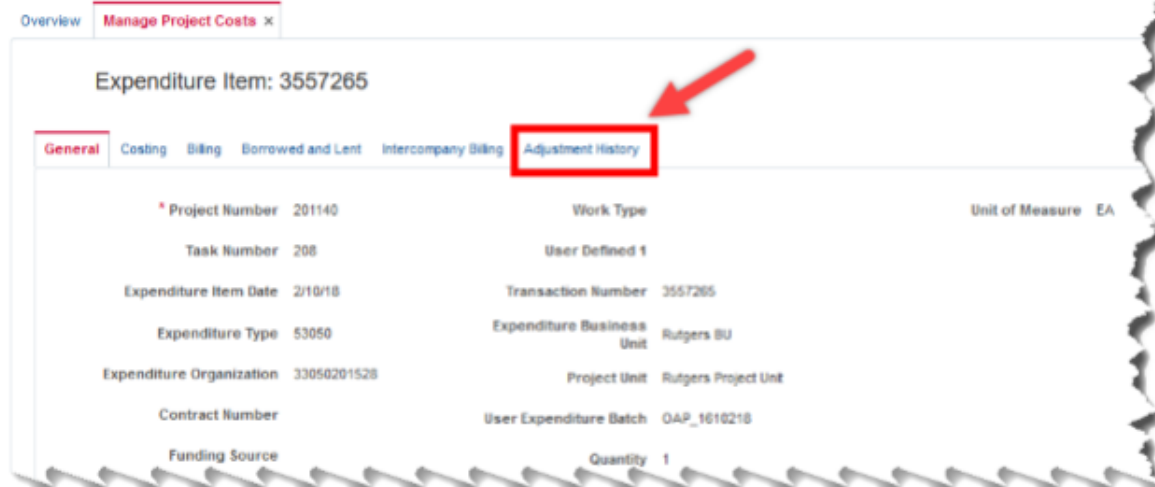 Overview Manage Project Costs ×
Expenditure Item: 3557265
General Costing Billing Borrowed and Lent Intercompany Billing Adjustment History
* Project Number 201140 Work Type Unit of Measure EA
Task Number 208 User Defined 1
Expenditure Item Date 2/10/18 Transaction Number 3557265
Expenditure Type 53050 Expenditure Business Unit Rutgers BU
Expenditure Organization 33050201528 Project Unit Rutgers Project Unit
Contract Number User Expenditure Batch OAP_1610218
Funding Source Quantity 1